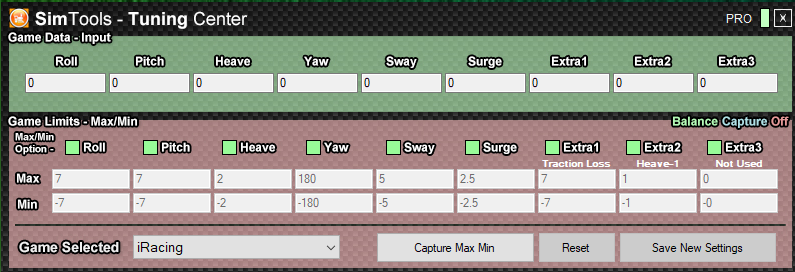 SimTools - Tuning Center PRO X
Game Data - Input
Roll Pitch Heave Yaw Sway Surge Extra1 Extra2 Extra3
0 0 0 0 0 0 0 0 0
Game Limits - Max/Min Balance Capture Off
Max/Min
Option - Roll Pitch Heave Yaw Sway Surge Extra1 Extra2 Extra3
Traction Loss Heave-1 Not Used
Max 7 7 2 180 5 2.5 7 1 0
Min -7 -7 -2 -180 -5 -2.5 -7 -1 -0
Game Selected iRacing Capture Max Min Reset Save New Settings